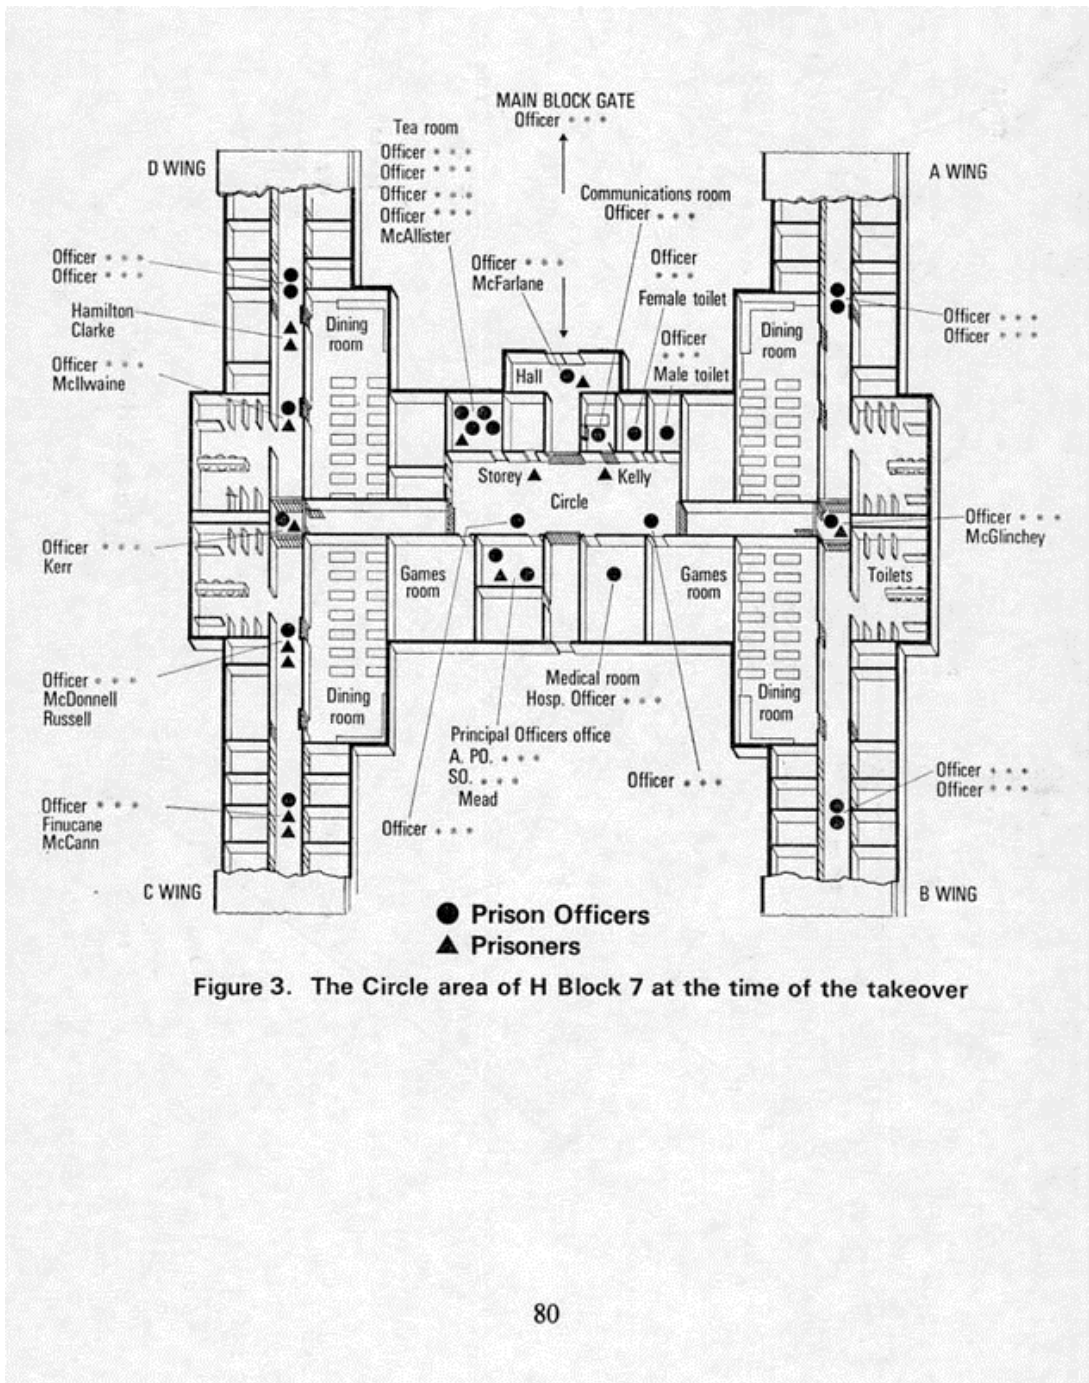 MAIN BLOCK GATE
Officer * * *
Tea room
Officer * * *
Officer * * *
Officer * * *
Officer * * *
McAllister
D WING
A WING
Communications room
Officer * * *
Officer * * *
McFarlane
Officer
* * *
Female toilet
Officer
* * *
Male toilet
Officer * * *
Officer * * *
Hamilton
Clarke
Officer * * *
McIlwaine
Officer * * *
Officer * * *
Dining
room
Dining
room
Hall
Storey
Kelly
Circle
Officer * * *
Kerr
Officer * * *
McGlinchey
Games
room
Games
room
Toilets
Officer * * *
McDonnell
Russell
Dining
room
Dining
room
Medical room
Hosp. Officer * * *
Principal Officers office
A. PO. * * *
SO. * * *
Mead
Officer * * *
Officer * * *
Officer * * *
Officer * * *
Finucane
McCann
Officer * * *
C WING
B WING
Prison Officers
Prisoners
Figure 3. The Circle area of H Block 7 at the time of the takeover
80